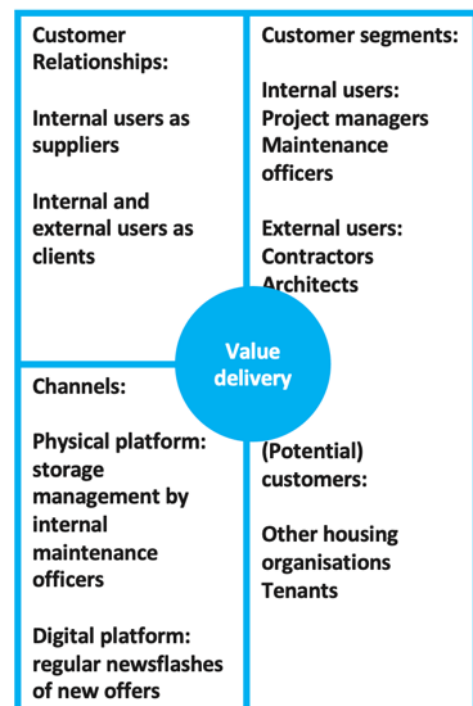 Customer
Relationships:
Internal users as
suppliers
Internal and
external users as
clients
Customer segments:
Internal users:
Project managers
Maintenance
officers
External users:
Contractors
Architects
Value
delivery
Channels:
Physical platform:
storage
management by
internal
maintenance
officers
Digital platform:
regular newsflashes
of new offers
(Potential)
customers:
Other housing
organisations
Tenants